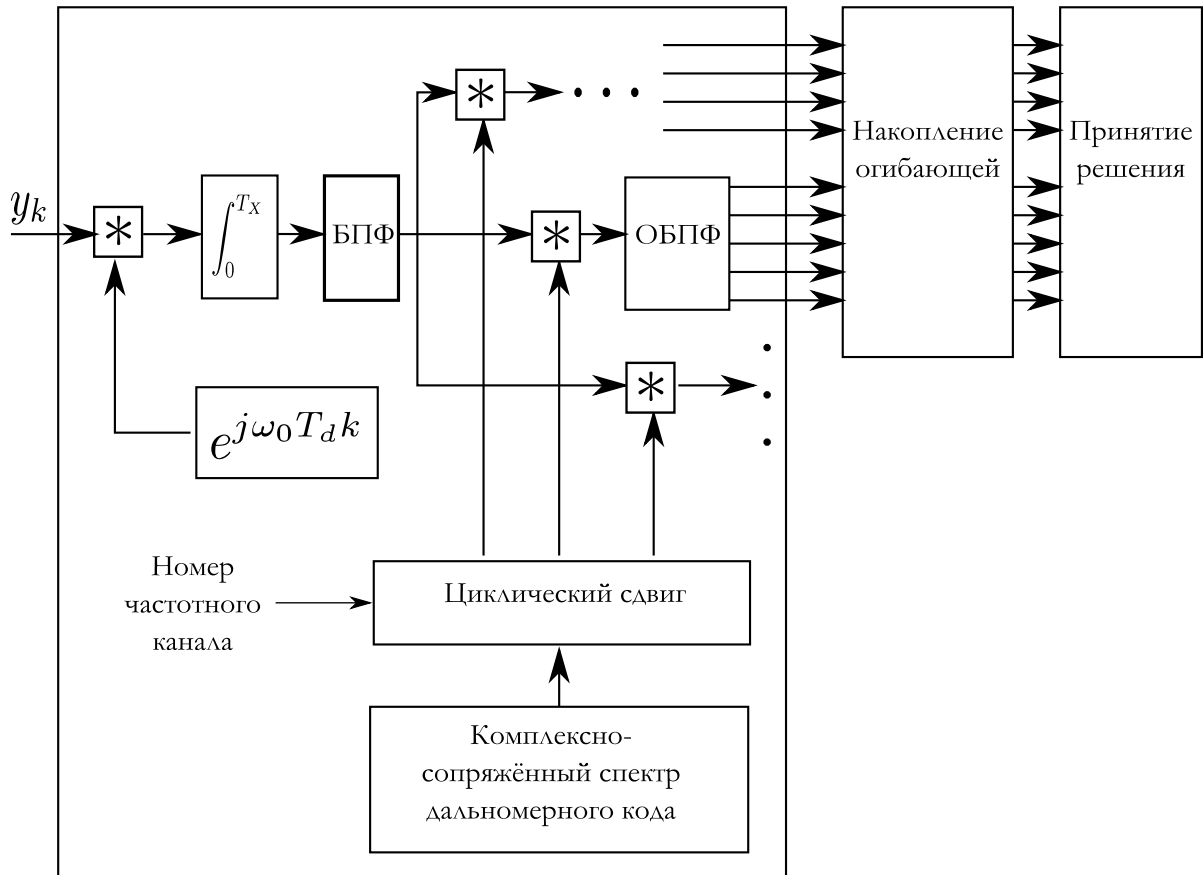 y_k
*
∫_0^{T_X}
БПФ
*
*
*
ОБПФ
Накопление
огибающей
Принятие
решения
e^{jω_0 T_d k}
Номер
частотного
канала
Циклический сдвиг
Комплексно-
сопряжённый спектр
дальномерного кода